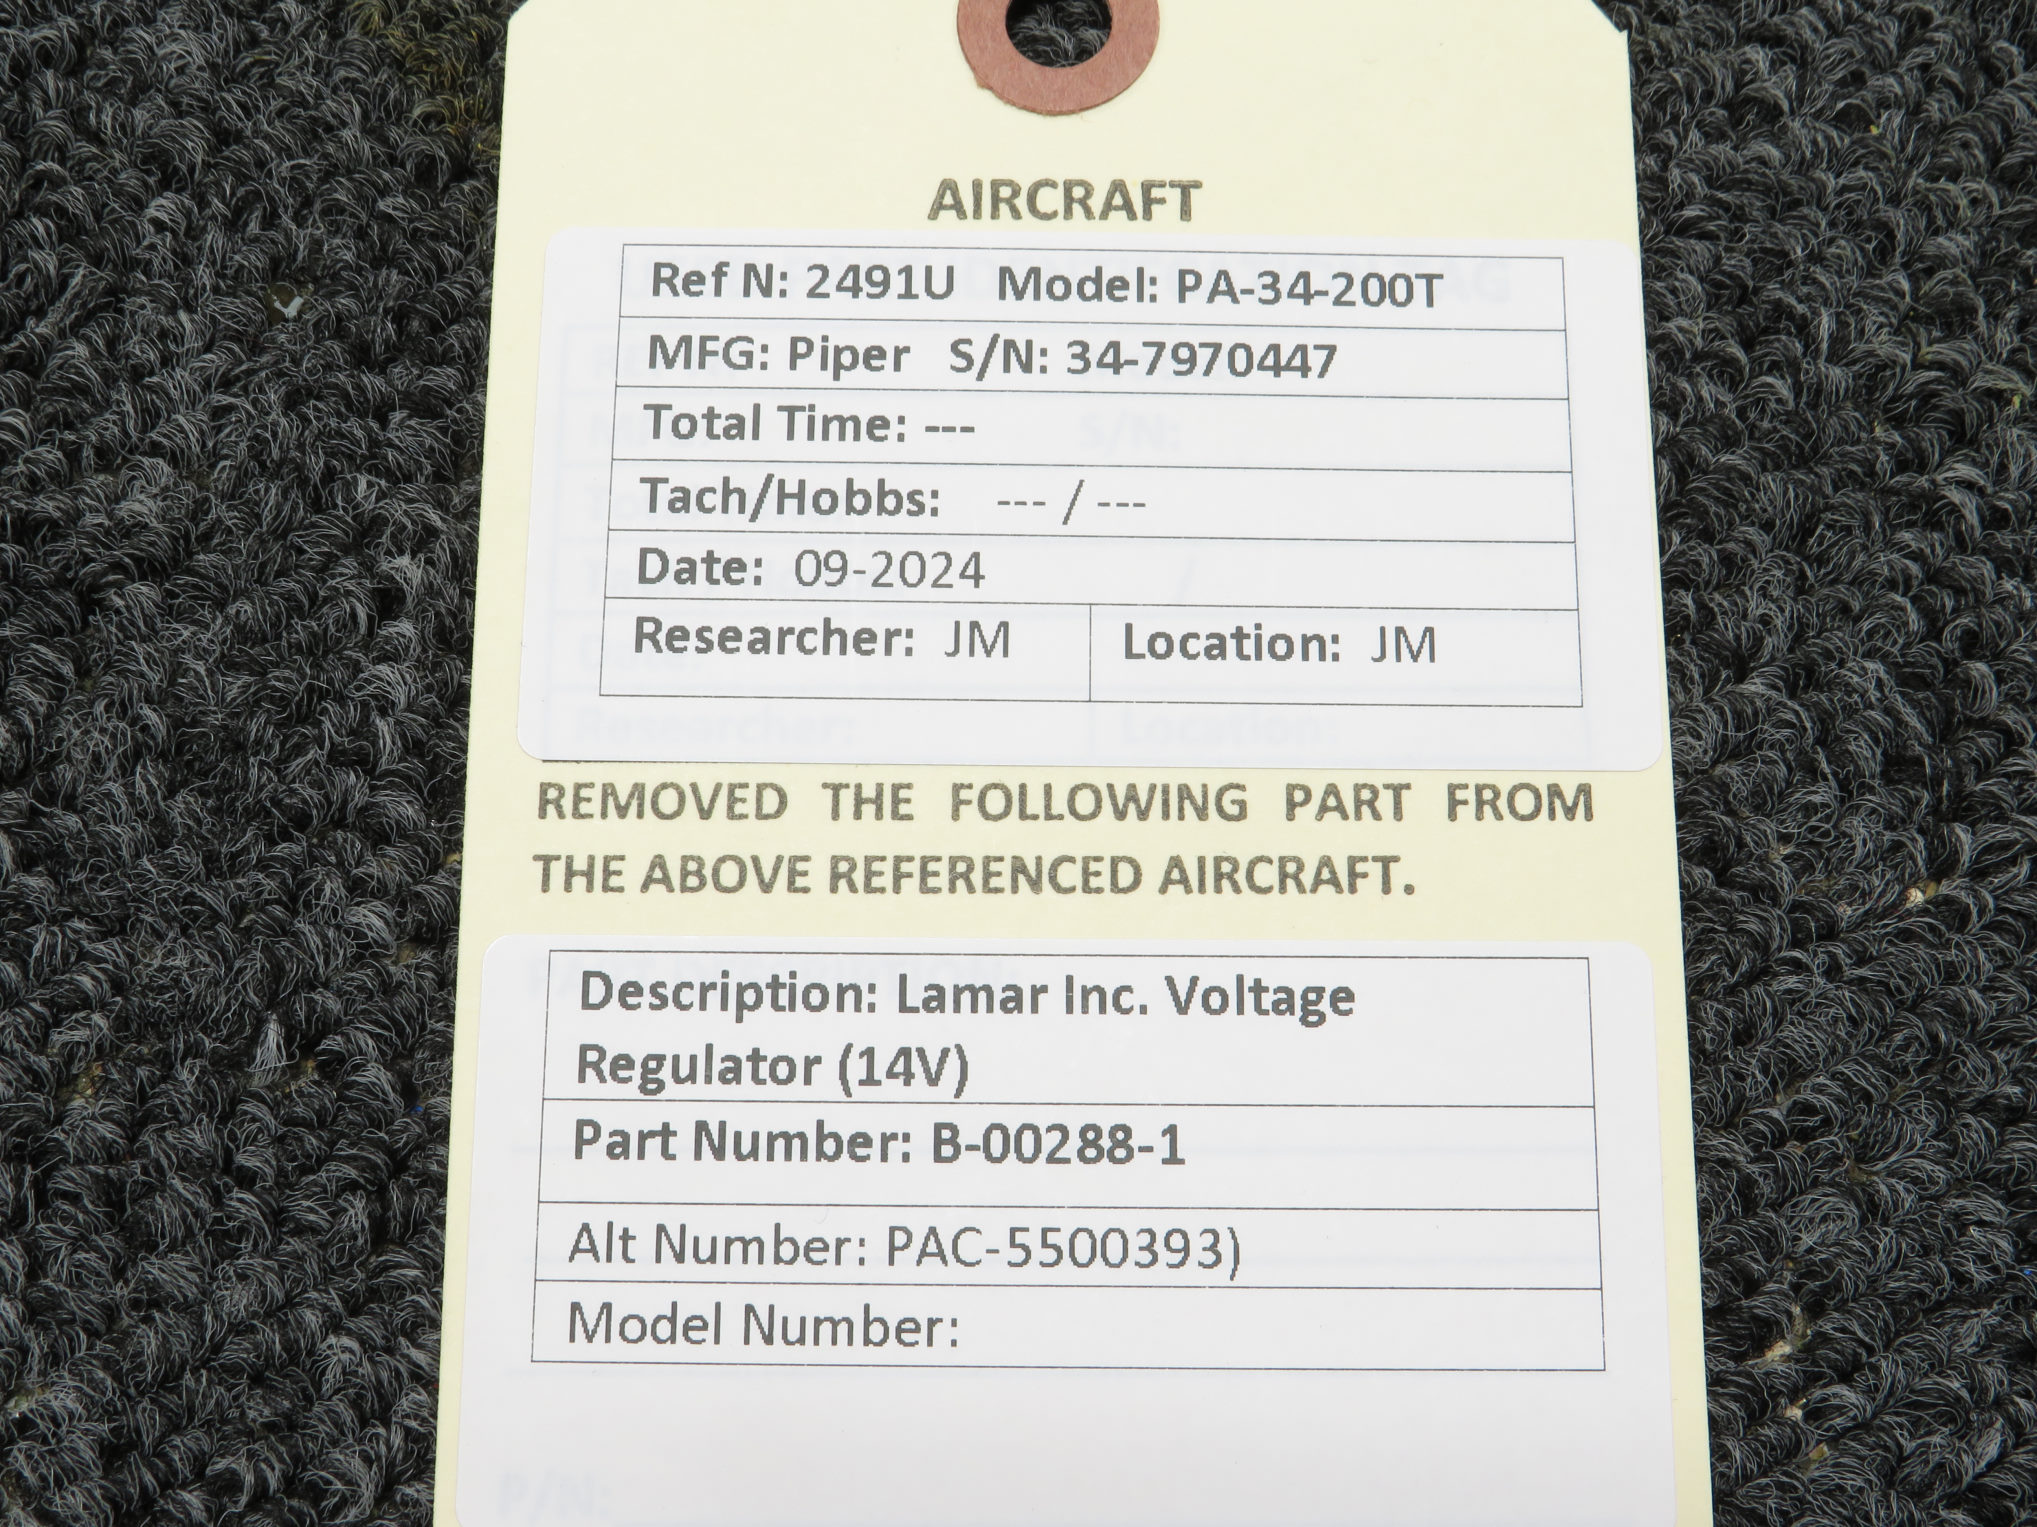 AIRCRAFT
Ref N: 2491U Model: PA-34-200T
MFG: Piper S/N: 34-7970447
Total Time: ---
Tach/Hobbs: --- / ---
Date: 09-2024
Researcher: JM Location: JM
REMOVED THE FOLLOWING PART FROM
THE ABOVE REFERENCED AIRCRAFT.
Description: Lamar Inc. Voltage
Regulator (14V)
Part Number: B-00288-1
Alt Number: PAC-5500393)
Model Number:
P/N: